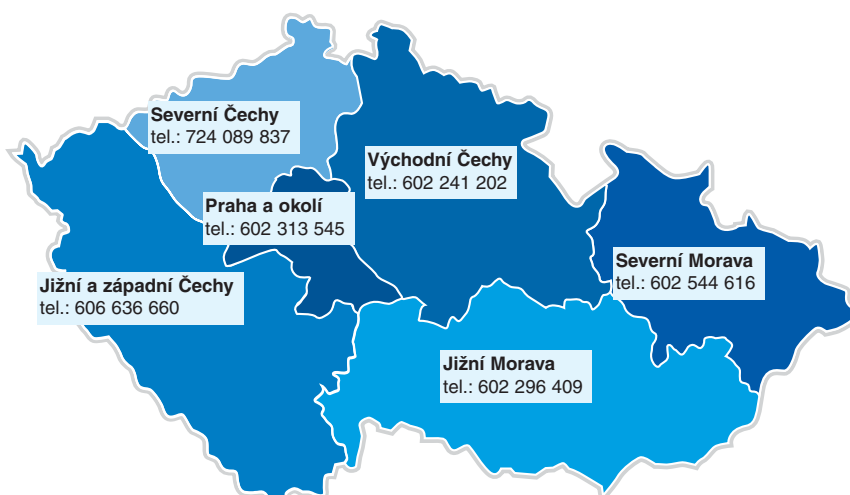 Severní Čechy
tel.: 724 089 837
Východní Čechy
tel.: 602 241 202
Praha a okolí
tel.: 602 313 545
Severní Morava
tel.: 602 544 616
Jižní a západní Čechy
tel.: 606 636 660
Jižní Morava
tel.: 602 296 409